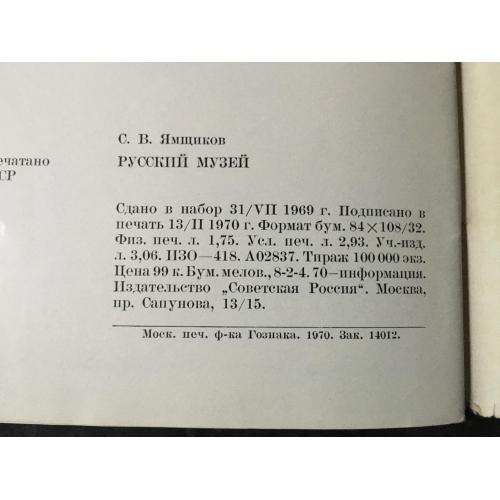 С. В. Ямщиков
РУССКИЙ МУЗЕЙ
Сдано в набор 31/VII 1969 г. Подписано в
печать 13/II 1970 г. Формат бум. 84×108/32.
Физ. печ. л. 1,75. Усл. печ. л. 2,93. Уч.-изд.
л. 3,06. ИЗО—418. А02837. Тираж 100 000 экз.
Цена 99 к. Бум. мелов., 8-2-4. 70—информация.
Издательство „Советская Россия“. Москва,
пр. Сапунова, 13/15.
Моск. печ. ф-ка Гознака. 1970. Зак. 14012.